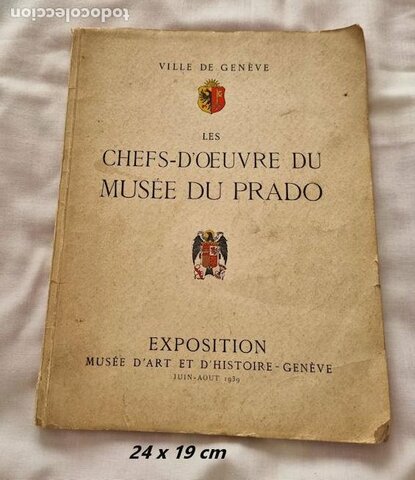 todocoleccion
VILLE DE GENÈVE
LES
CHEFS-D'ŒUVRE DU
MUSÉE DU PRADO
EXPOSITION
MUSÉE D'ART ET D'HISTOIRE - GENÈVE
JUIN-AOUT 1939
24 x 19 cm